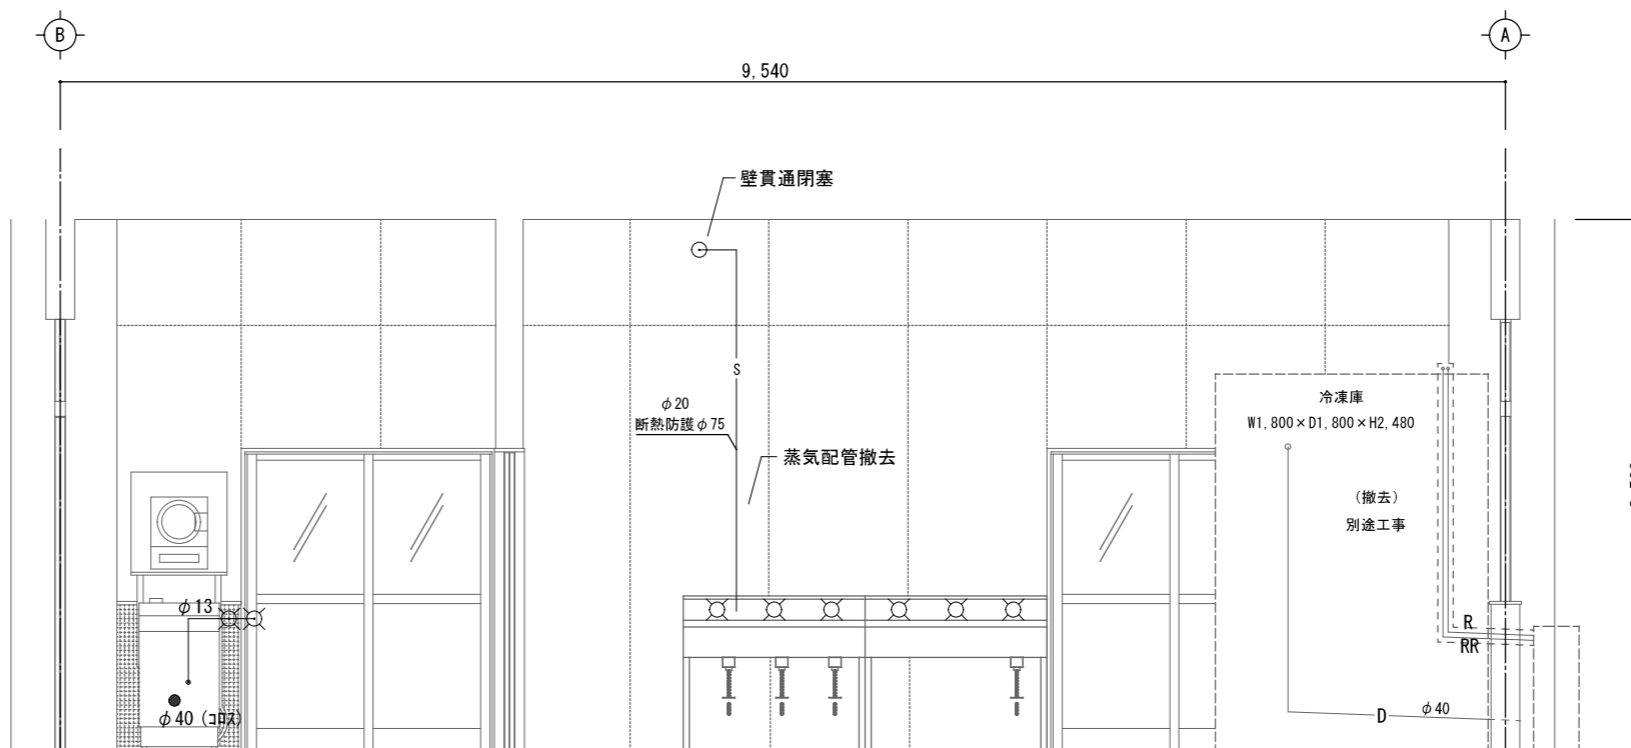 B
A
9,540
壁貫通閉塞
S
φ20
断熱防護φ75
蒸気配管撤去
冷凍庫
W1,800×D1,800×H2,480
(撤去)
別途工事
φ13
R
RR
φ40 (コロス)
D
φ40